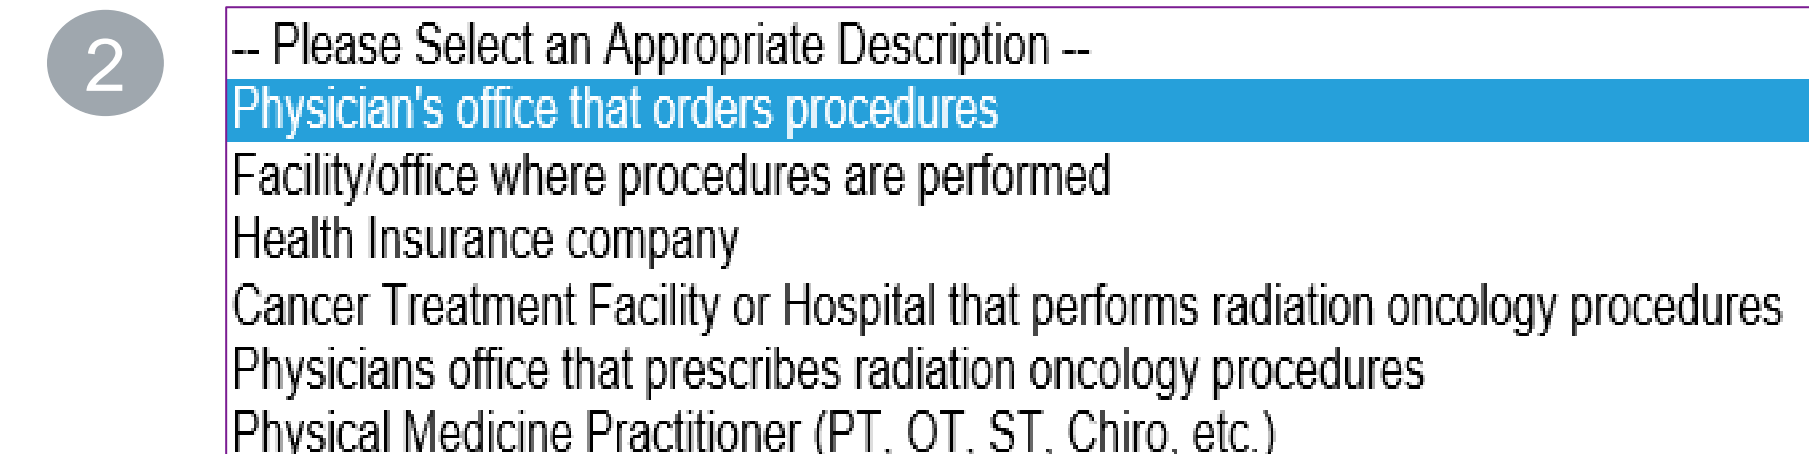 2
-- Please Select an Appropriate Description --
Physician's office that orders procedures
Facility/office where procedures are performed
Health Insurance company
Cancer Treatment Facility or Hospital that performs radiation oncology procedures
Physicians office that prescribes radiation oncology procedures
Physical Medicine Practitioner (PT, OT, ST, Chiro, etc.)